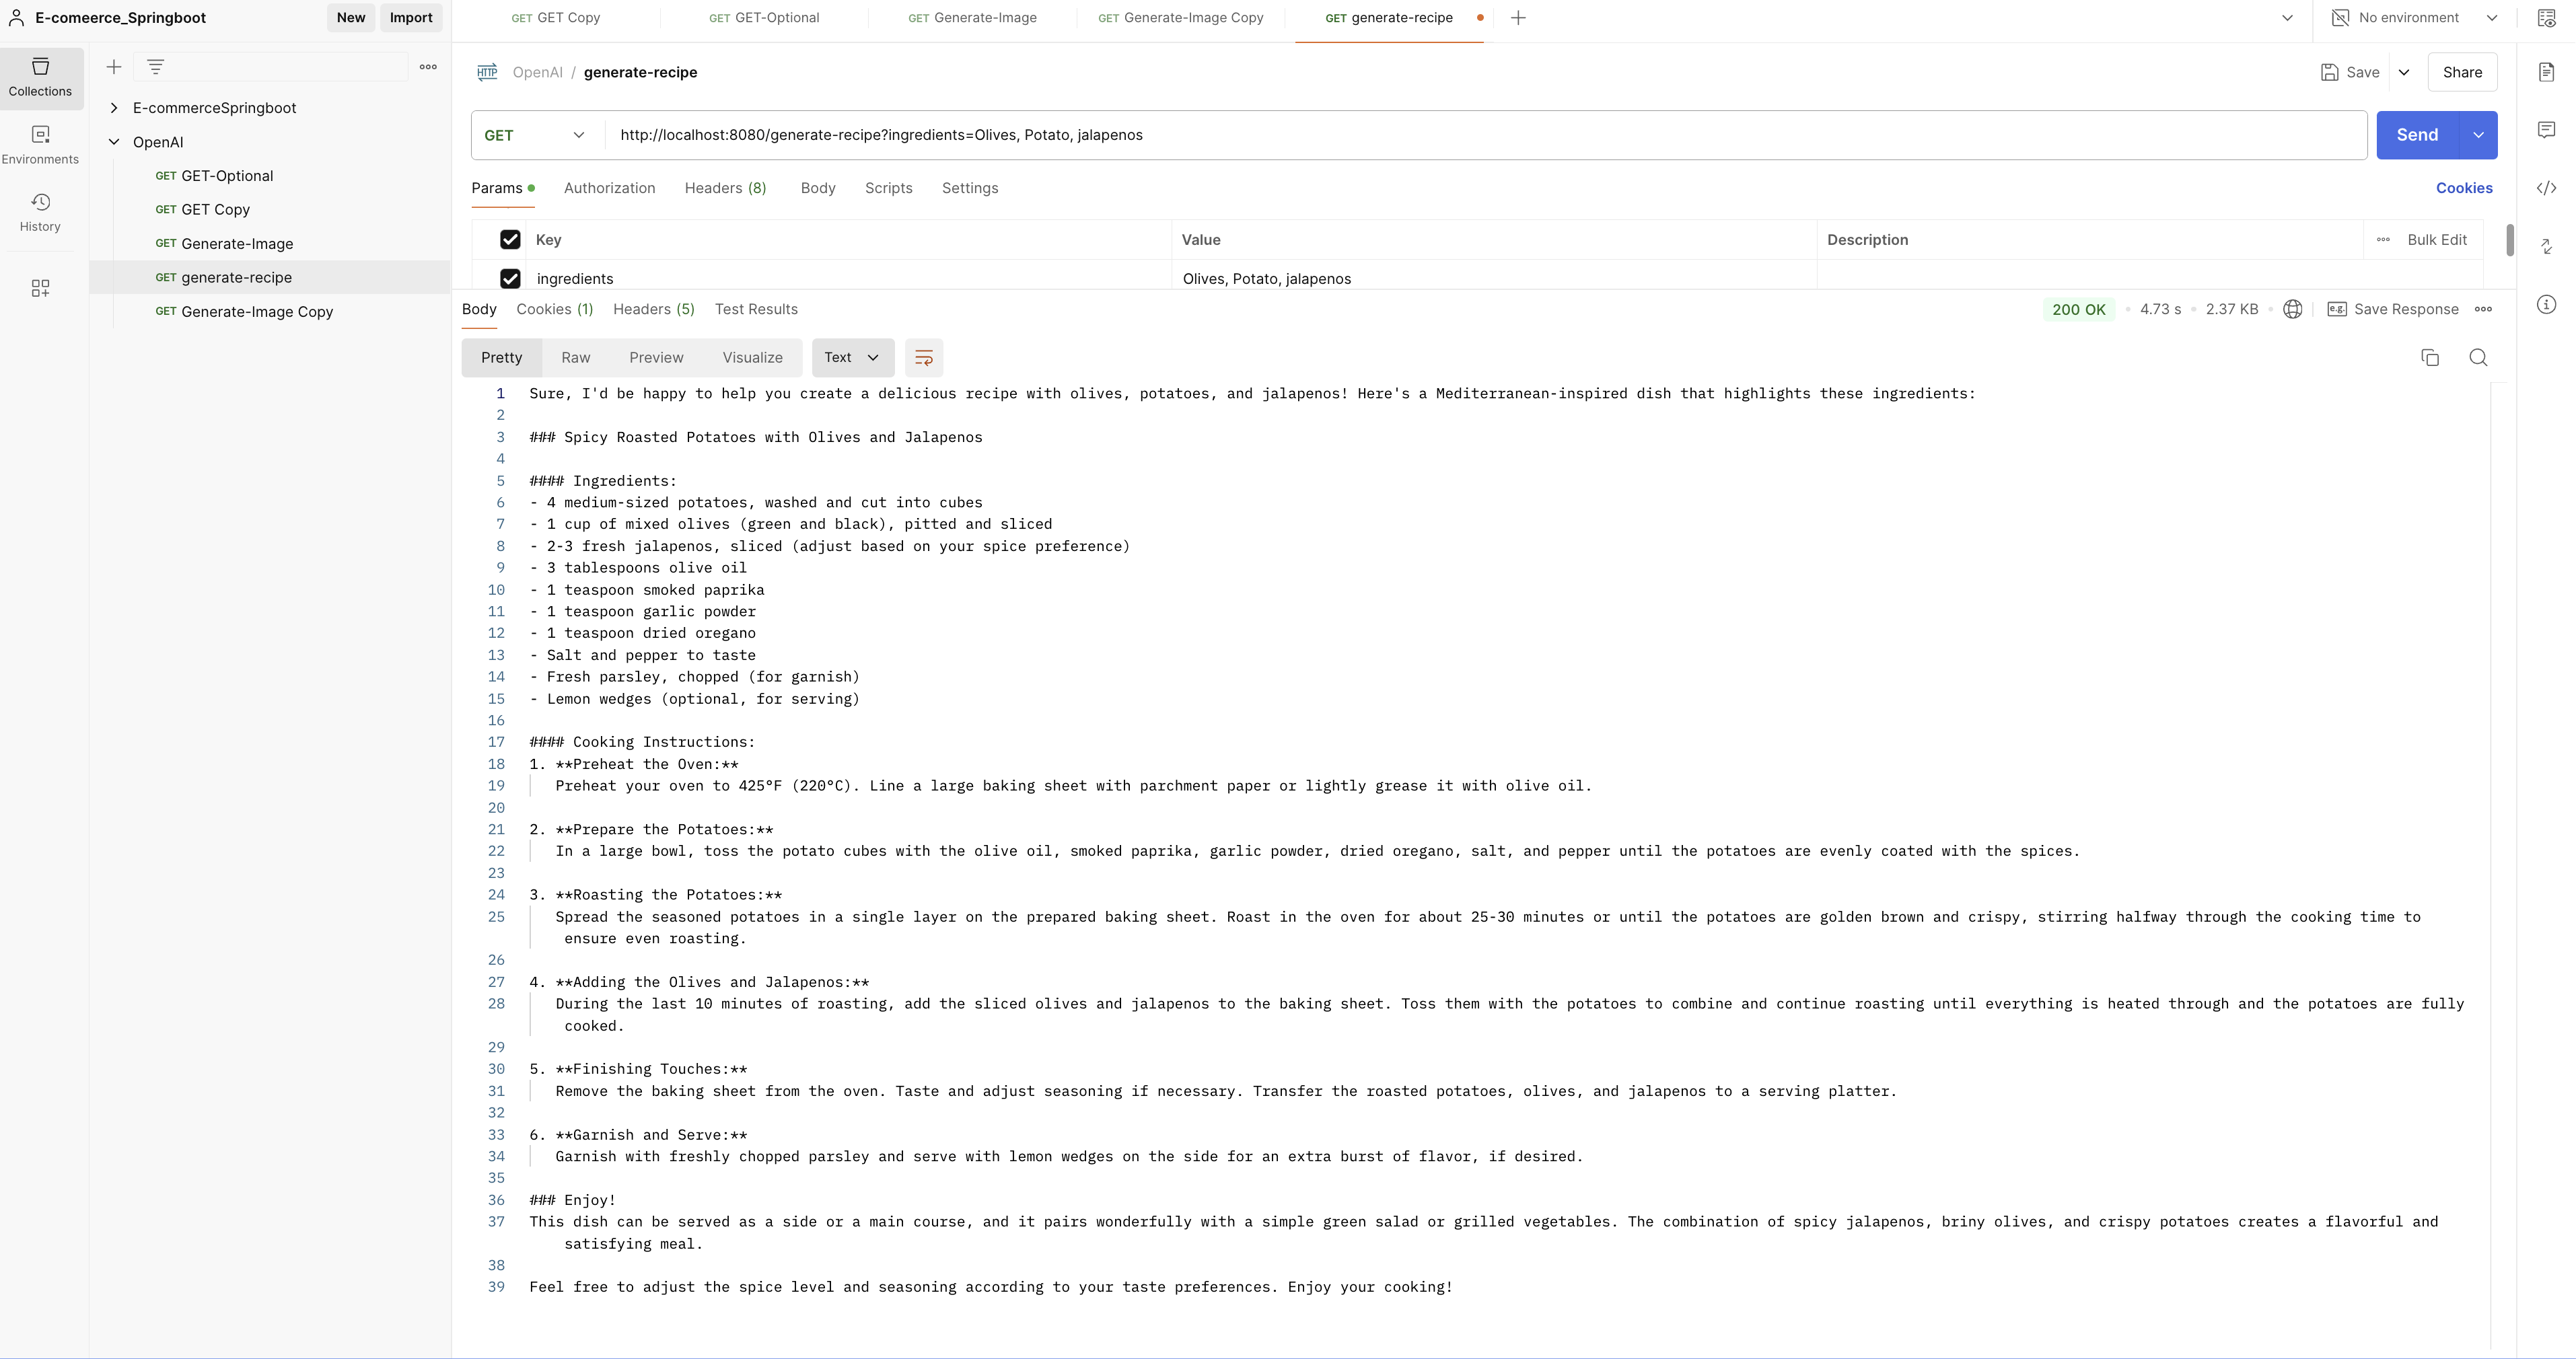 E-comeerce_Springboot
New
Import
GET GET Copy
GET GET-Optional
GET Generate-Image
GET Generate-Image Copy
GET generate-recipe
No environment
Collections
Environments
History
E-commerceSpringboot
OpenAI
GET GET-Optional
GET GET Copy
GET Generate-Image
GET generate-recipe
GET Generate-Image Copy
HTTP OpenAI / generate-recipe
Save
Share
GET
http://localhost:8080/generate-recipe?ingredients=Olives, Potato, jalapenos
Send
Params
Authorization
Headers (8)
Body
Scripts
Settings
Cookies
Key
Value
Description
Bulk Edit
ingredients
Olives, Potato, jalapenos
Body
Cookies (1)
Headers (5)
Test Results
200 OK
4.73 s
2.37 KB
e.g. Save Response
Pretty
Raw
Preview
Visualize
Text
1 Sure, I'd be happy to help you create a delicious recipe with olives, potatoes, and jalapenos! Here's a Mediterranean-inspired dish that highlights these ingredients:
2
3 ### Spicy Roasted Potatoes with Olives and Jalapenos
4
5 #### Ingredients:
6 - 4 medium-sized potatoes, washed and cut into cubes
7 - 1 cup of mixed olives (green and black), pitted and sliced
8 - 2-3 fresh jalapenos, sliced (adjust based on your spice preference)
9 - 3 tablespoons olive oil
10 - 1 teaspoon smoked paprika
11 - 1 teaspoon garlic powder
12 - 1 teaspoon dried oregano
13 - Salt and pepper to taste
14 - Fresh parsley, chopped (for garnish)
15 - Lemon wedges (optional, for serving)
16
17 #### Cooking Instructions:
18 1. **Preheat the Oven:**
19 Preheat your oven to 425°F (220°C). Line a large baking sheet with parchment paper or lightly grease it with olive oil.
20
21 2. **Prepare the Potatoes:**
22 In a large bowl, toss the potato cubes with the olive oil, smoked paprika, garlic powder, dried oregano, salt, and pepper until the potatoes are evenly coated with the spices.
23
24 3. **Roasting the Potatoes:**
25 Spread the seasoned potatoes in a single layer on the prepared baking sheet. Roast in the oven for about 25-30 minutes or until the potatoes are golden brown and crispy, stirring halfway through the cooking time to
ensure even roasting.
26
27 4. **Adding the Olives and Jalapenos:**
28 During the last 10 minutes of roasting, add the sliced olives and jalapenos to the baking sheet. Toss them with the potatoes to combine and continue roasting until everything is heated through and the potatoes are fully
cooked.
29
30 5. **Finishing Touches:**
31 Remove the baking sheet from the oven. Taste and adjust seasoning if necessary. Transfer the roasted potatoes, olives, and jalapenos to a serving platter.
32
33 6. **Garnish and Serve:**
34 Garnish with freshly chopped parsley and serve with lemon wedges on the side for an extra burst of flavor, if desired.
35
36 ### Enjoy!
37 This dish can be served as a side or a main course, and it pairs wonderfully with a simple green salad or grilled vegetables. The combination of spicy jalapenos, briny olives, and crispy potatoes creates a flavorful and
satisfying meal.
38
39 Feel free to adjust the spice level and seasoning according to your taste preferences. Enjoy your cooking!